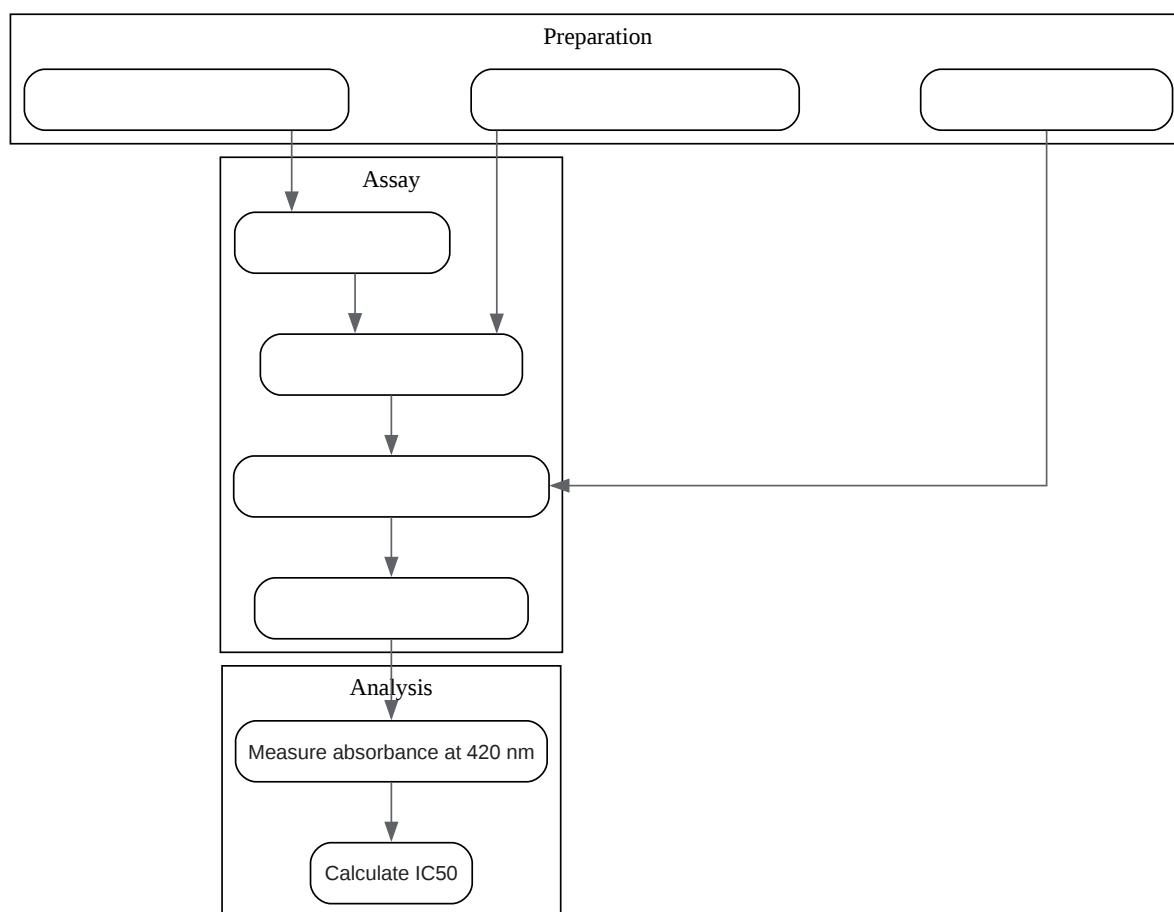 Preparation
Assay
Analysis
Measure absorbance at 420 nm
Calculate IC50